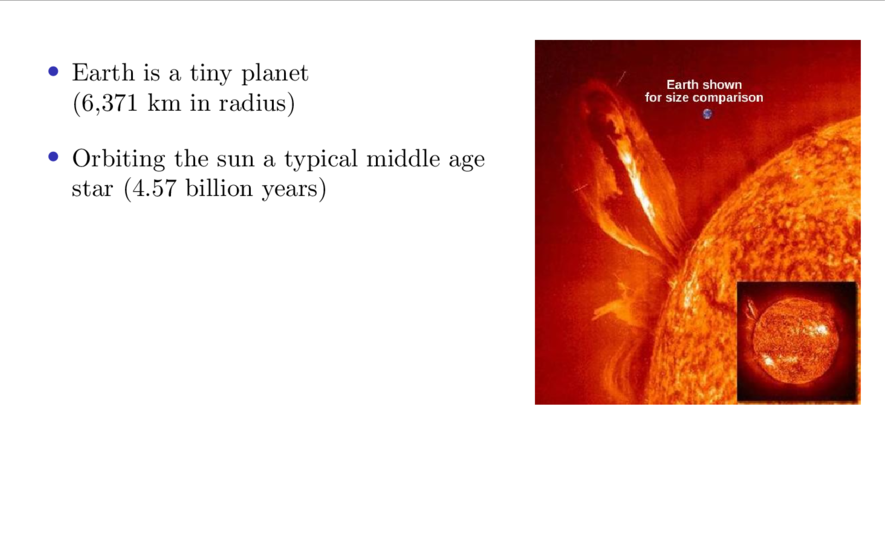 • Earth is a tiny planet
(6,371 km in radius)
• Orbiting the sun a typical middle age
star (4.57 billion years)
Earth shown
for size comparison